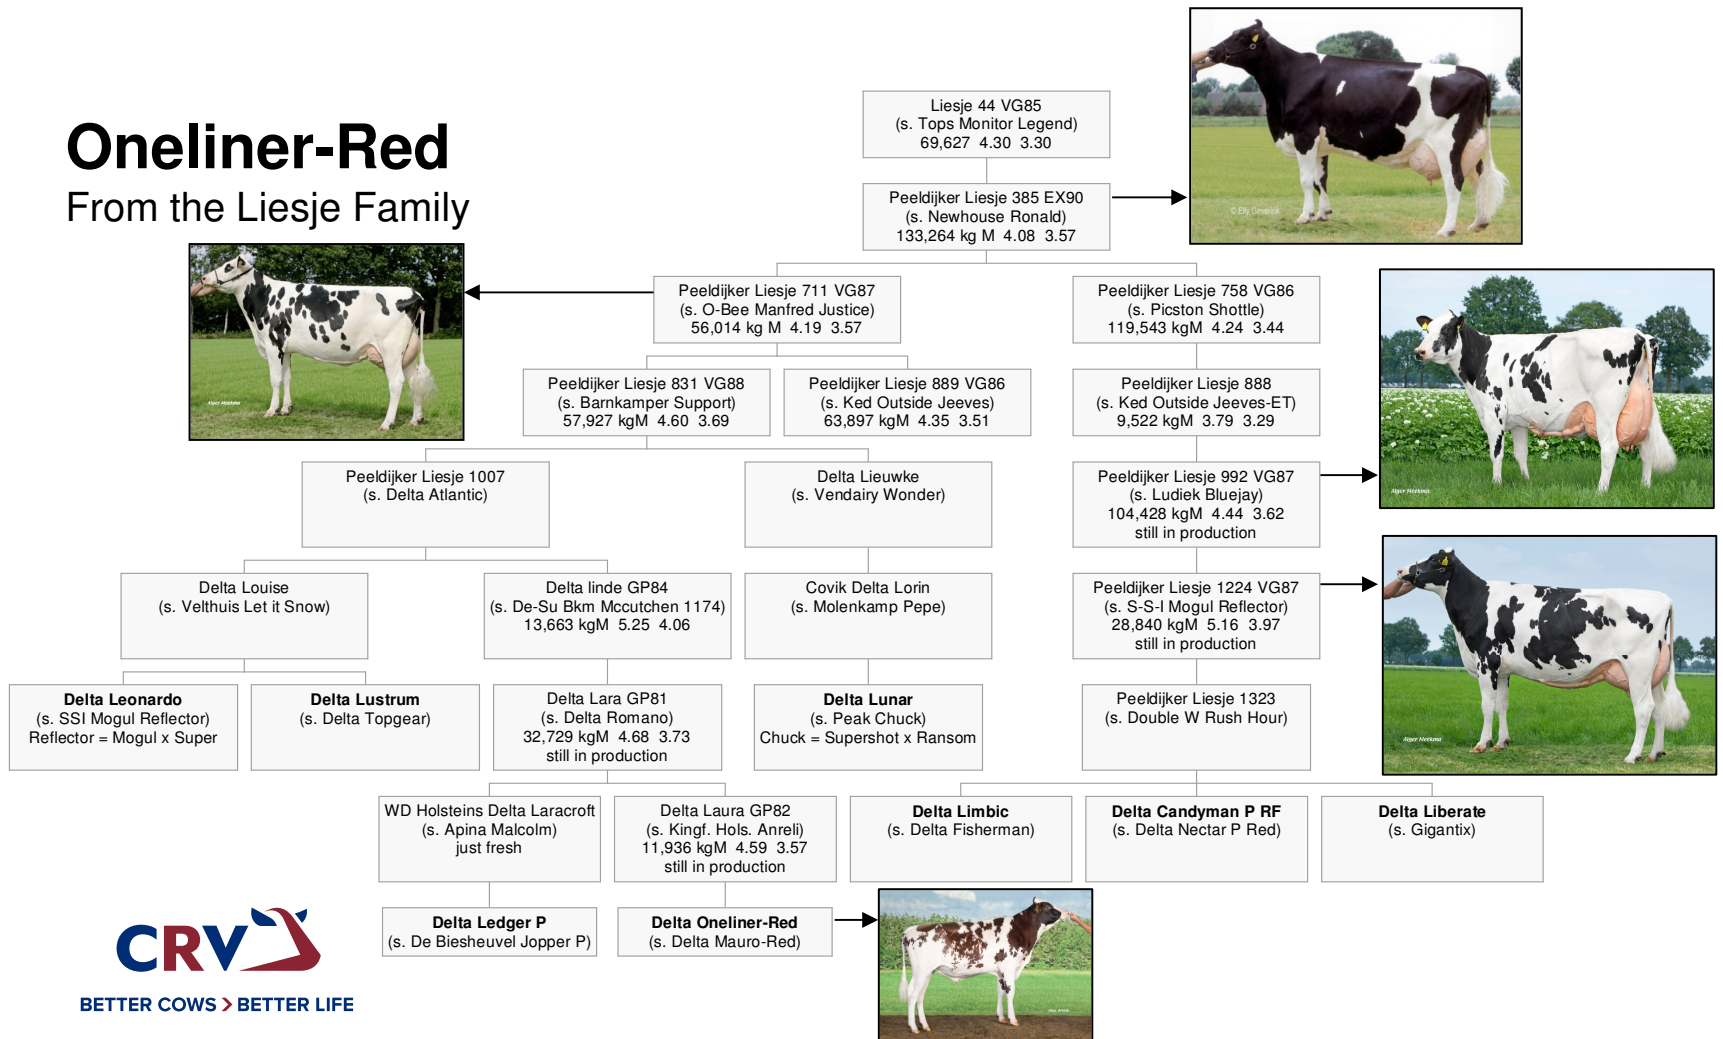 Oneliner-Red
From the Liesje Family
Liesje 44 VG85
(s. Tops Monitor Legend)
69,627 4.30 3.30
Peeldijker Liesje 385 EX90
(s. Newhouse Ronald)
133,264 kg M 4.08 3.57
© Elly Geverink
Peeldijker Liesje 711 VG87
(s. O-Bee Manfred Justice)
56,014 kg M 4.19 3.57
Peeldijker Liesje 758 VG86
(s. Picston Shottle)
119,543 kgM 4.24 3.44
Alger Meekma
Peeldijker Liesje 831 VG88
(s. Barnkamper Support)
57,927 kgM 4.60 3.69
Peeldijker Liesje 889 VG86
(s. Ked Outside Jeeves)
63,897 kgM 4.35 3.51
Peeldijker Liesje 888
(s. Ked Outside Jeeves-ET)
9,522 kgM 3.79 3.29
Peeldijker Liesje 1007
(s. Delta Atlantic)
Delta Lieuwke
(s. Vendairy Wonder)
Peeldijker Liesje 992 VG87
(s. Ludiek Bluejay)
104,428 kgM 4.44 3.62
still in production
Alger Meekma
Delta Louise
(s. Velthuis Let it Snow)
Delta linde GP84
(s. De-Su Bkm Mccutchen 1174)
13,663 kgM 5.25 4.06
Covik Delta Lorin
(s. Molenkamp Pepe)
Peeldijker Liesje 1224 VG87
(s. S-S-I Mogul Reflector)
28,840 kgM 5.16 3.97
still in production
Alger Meekma
Delta Leonardo
(s. SSI Mogul Reflector)
Reflector = Mogul x Super
Delta Lustrum
(s. Delta Topgear)
Delta Lara GP81
(s. Delta Romano)
32,729 kgM 4.68 3.73
still in production
Delta Lunar
(s. Peak Chuck)
Chuck = Supershot x Ransom
Peeldijker Liesje 1323
(s. Double W Rush Hour)
WD Holsteins Delta Laracroft
(s. Apina Malcolm)
just fresh
Delta Laura GP82
(s. Kingf. Hols. Anreli)
11,936 kgM 4.59 3.57
still in production
Delta Limbic
(s. Delta Fisherman)
Delta Candyman P RF
(s. Delta Nectar P Red)
Delta Liberate
(s. Gigantix)
Delta Ledger P
(s. De Biesheuvel Jopper P)
Delta Oneliner-Red
(s. Delta Mauro-Red)
CRV
BETTER COWS > BETTER LIFE